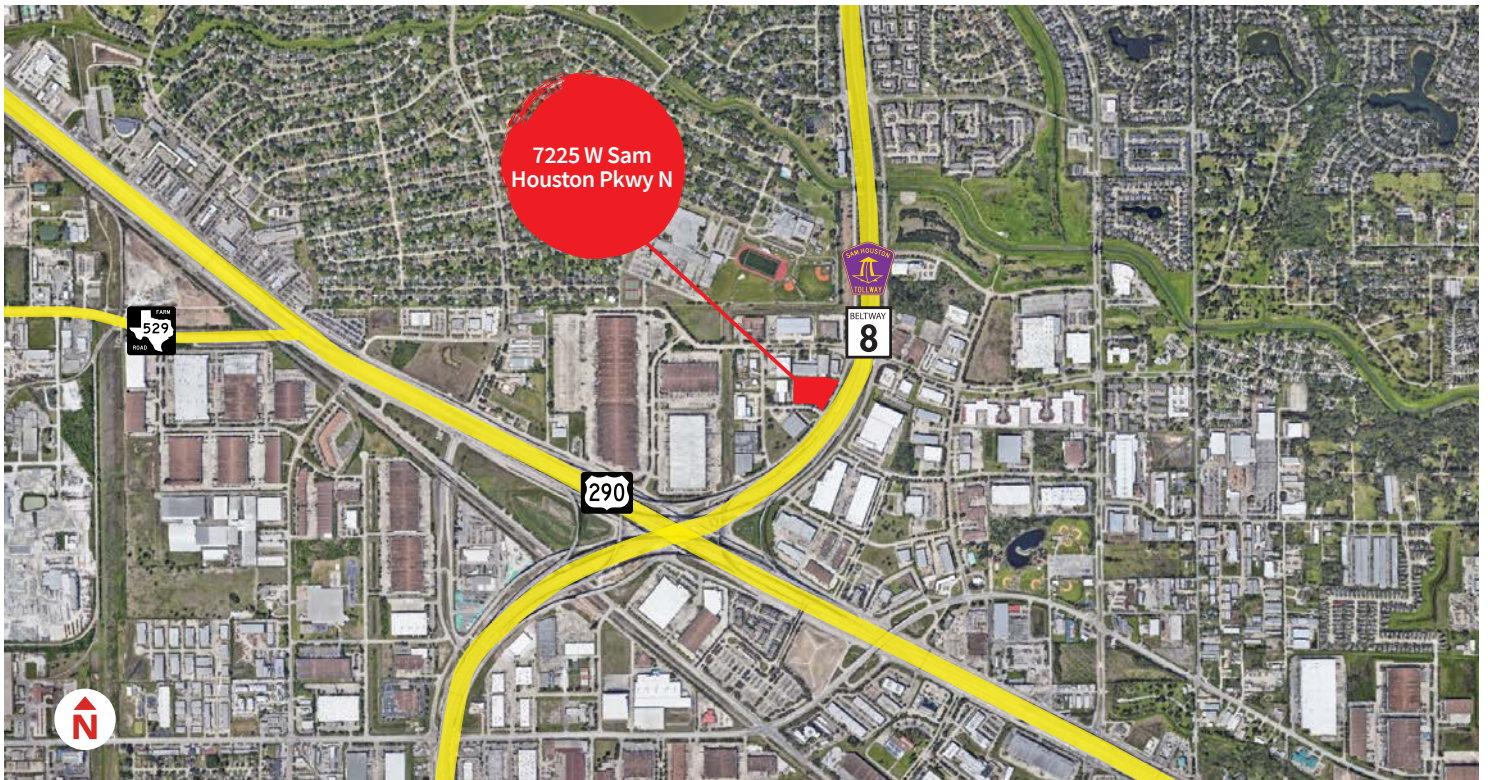 7225 W Sam
Houston Pkwy N
SAM HOUSTON
TOLLWAY
BELTWAY
8
FARM
529
ROAD
290
N